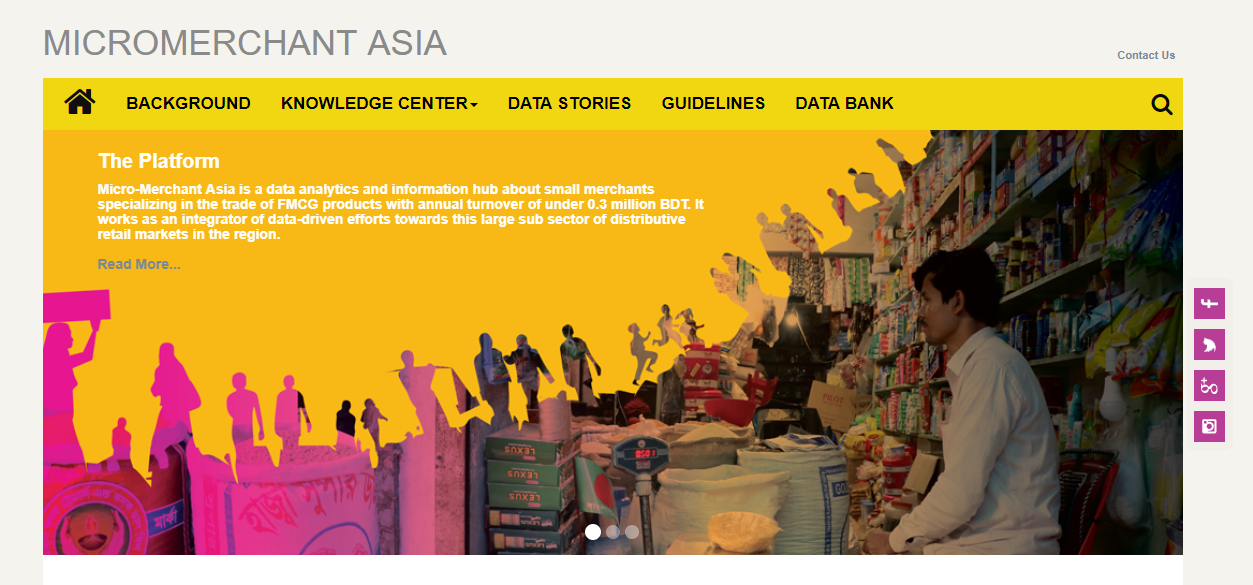 MICROMERCHANT ASIA
Contact Us
BACKGROUND
KNOWLEDGE CENTER
DATA STORIES
GUIDELINES
DATA BANK
The Platform
Micro-Merchant Asia is a data analytics and information hub about small merchants
specializing in the trade of FMCG products with annual turnover of under 0.3 million BDT. It
works as an integrator of data-driven efforts towards this large sub sector of distributive
retail markets in the region.
Read More...
PILOT
LEXUS
LEXUS
LEXUS
LEXUS
LEXUS
মার্কা